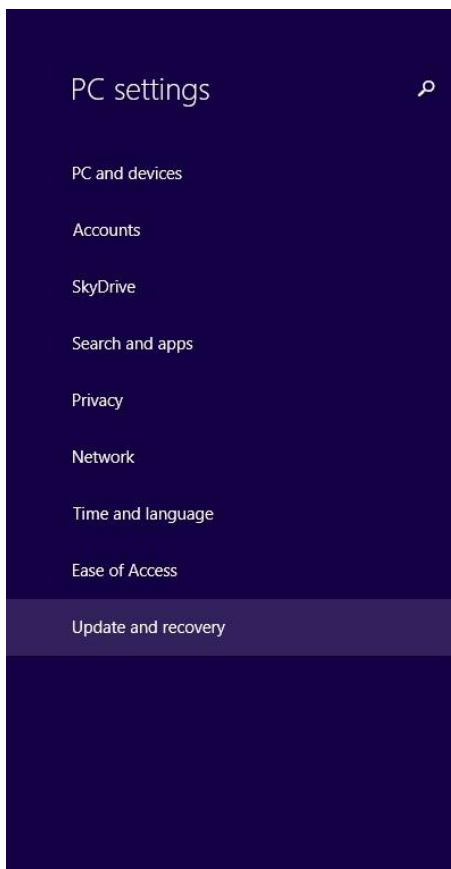 PC settings
PC and devices
Accounts
SkyDrive
Search and apps
Privacy
Network
Time and language
Ease of Access
Update and recovery